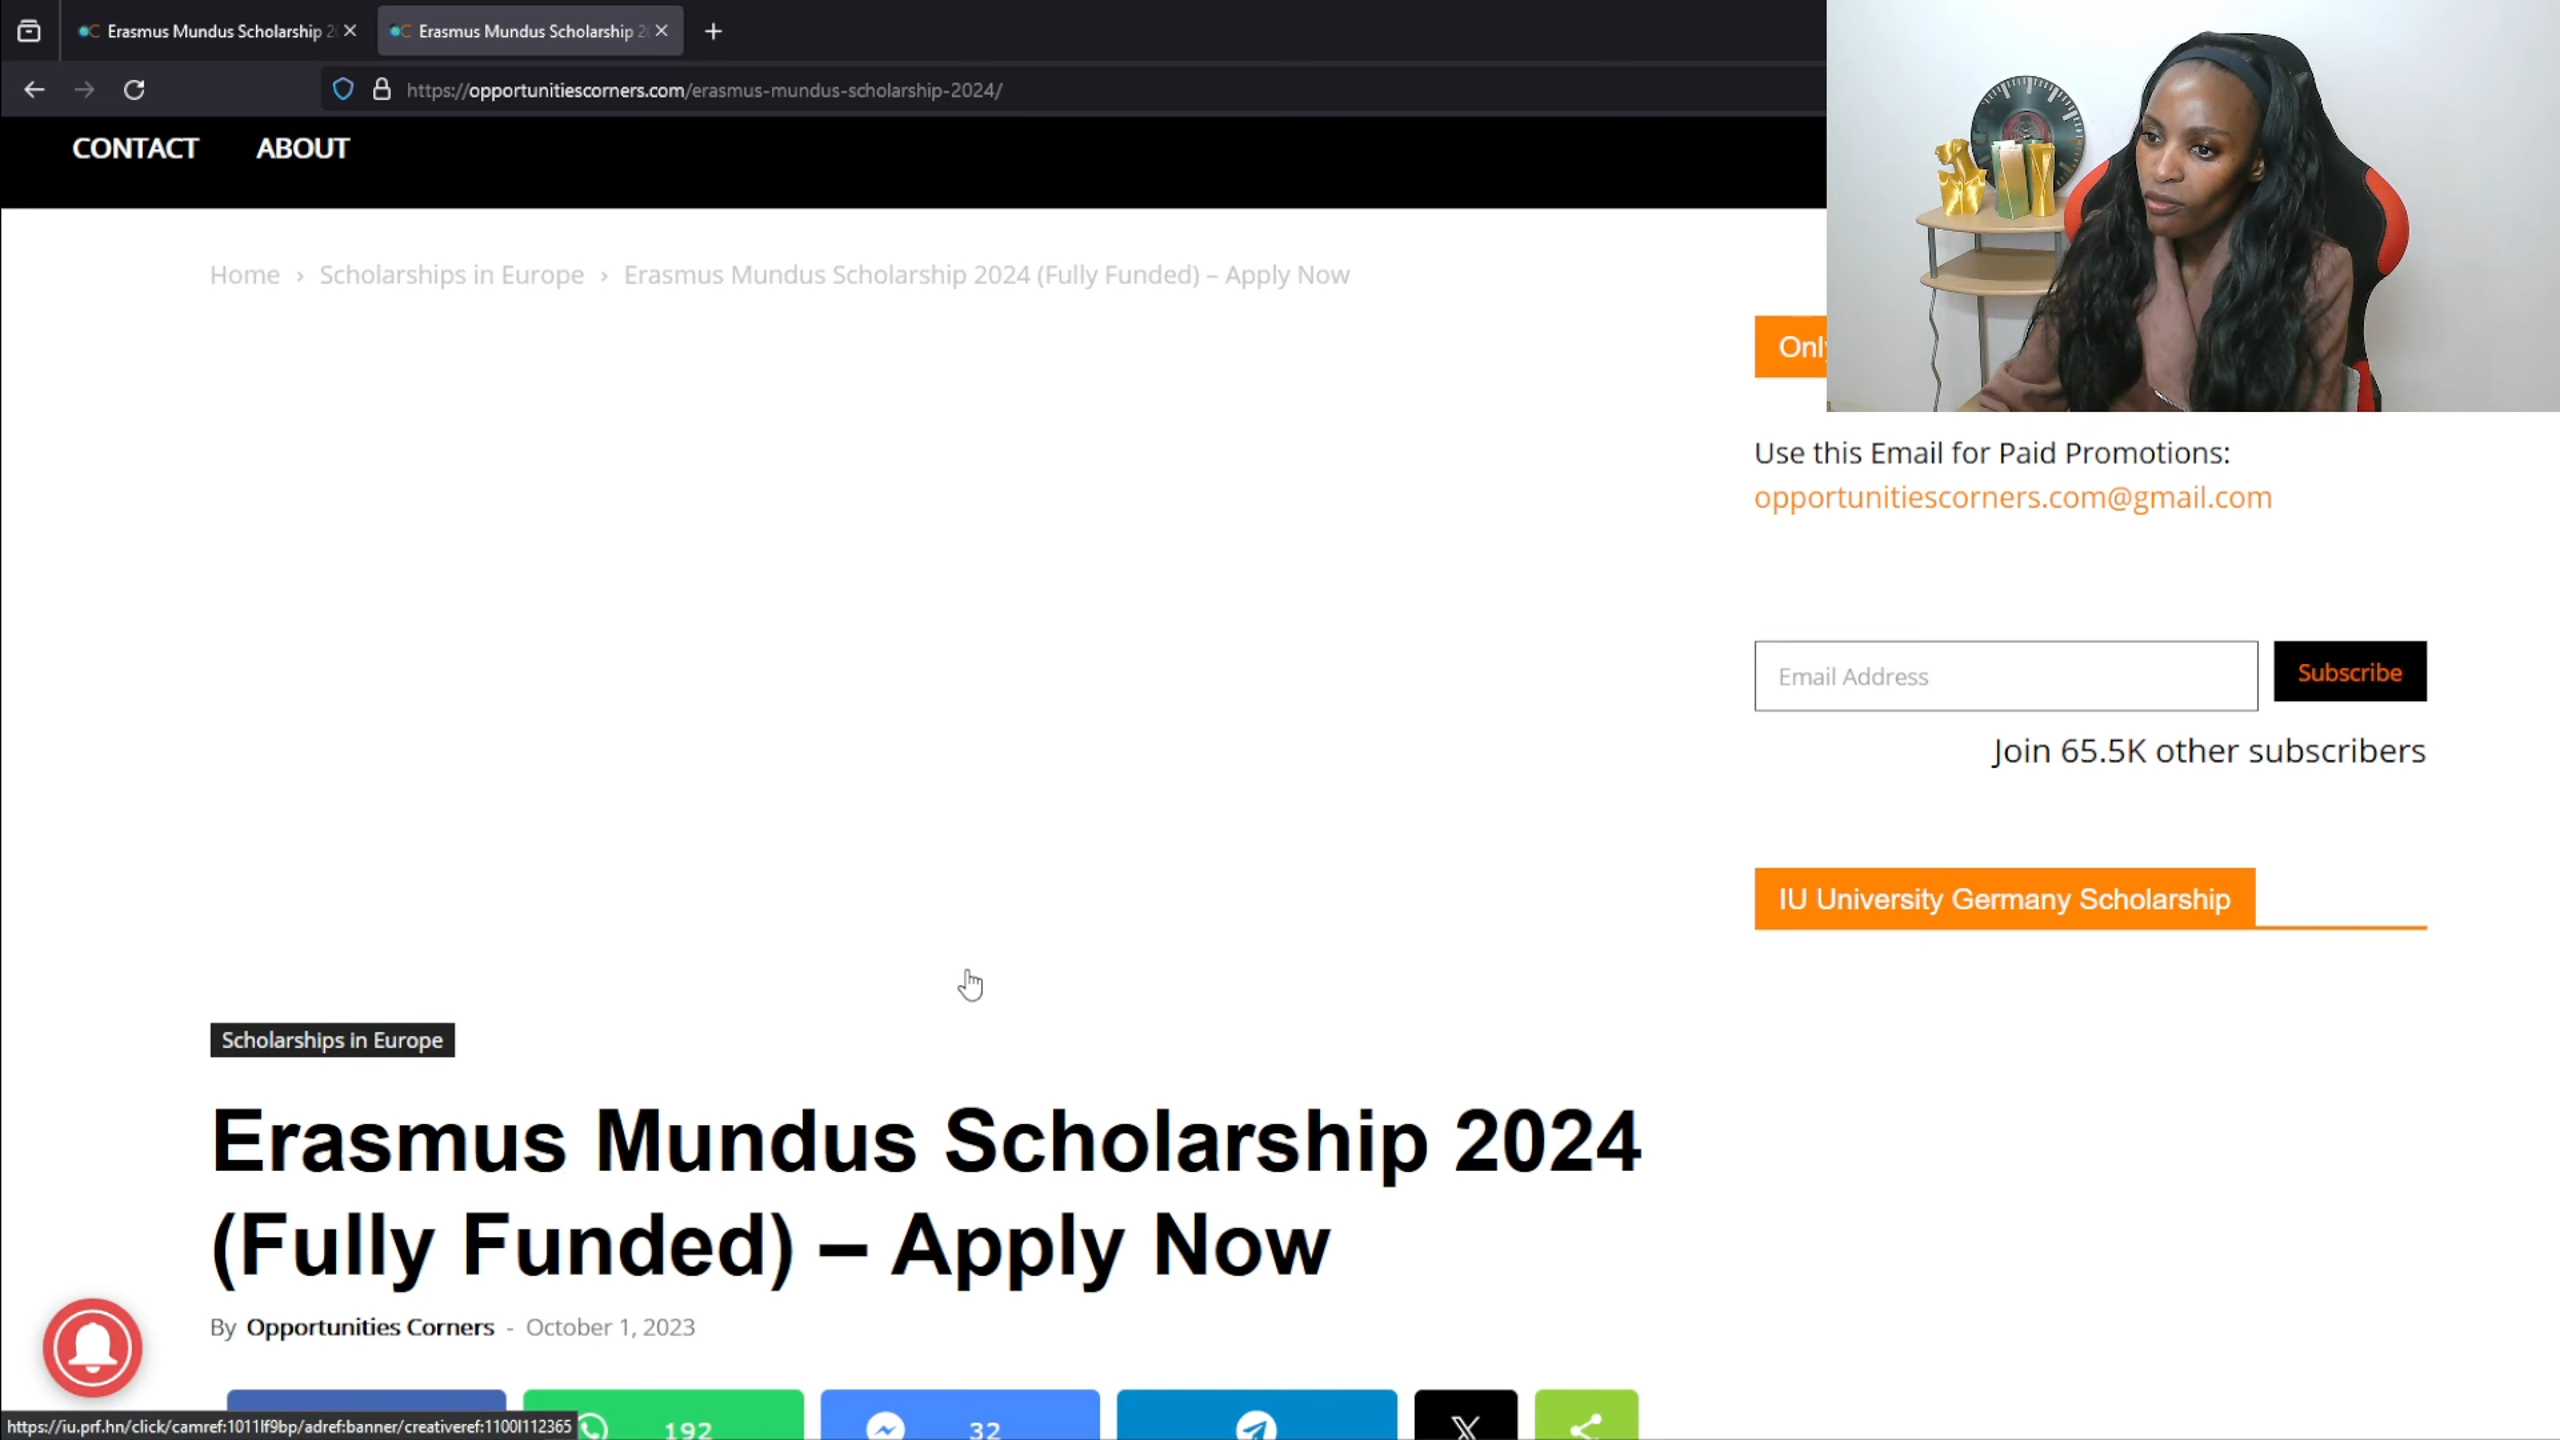 Erasmus Mundus Scholarship 2
Erasmus Mundus Scholarship 2
https://opportunitiescorners.com/erasmus-mundus-scholarship-2024/
CONTACT ABOUT
Home › Scholarships in Europe › Erasmus Mundus Scholarship 2024 (Fully Funded) – Apply Now
Only
Use this Email for Paid Promotions:
opportunitiescorners.com@gmail.com
Email Address
Subscribe
Join 65.5K other subscribers
IU University Germany Scholarship
Scholarships in Europe
Erasmus Mundus Scholarship 2024
(Fully Funded) – Apply Now
By Opportunities Corners - October 1, 2023
192
32
https://iu.prf.hn/click/camref:1011lf9bp/adref:banner/creativeref:1100l112365